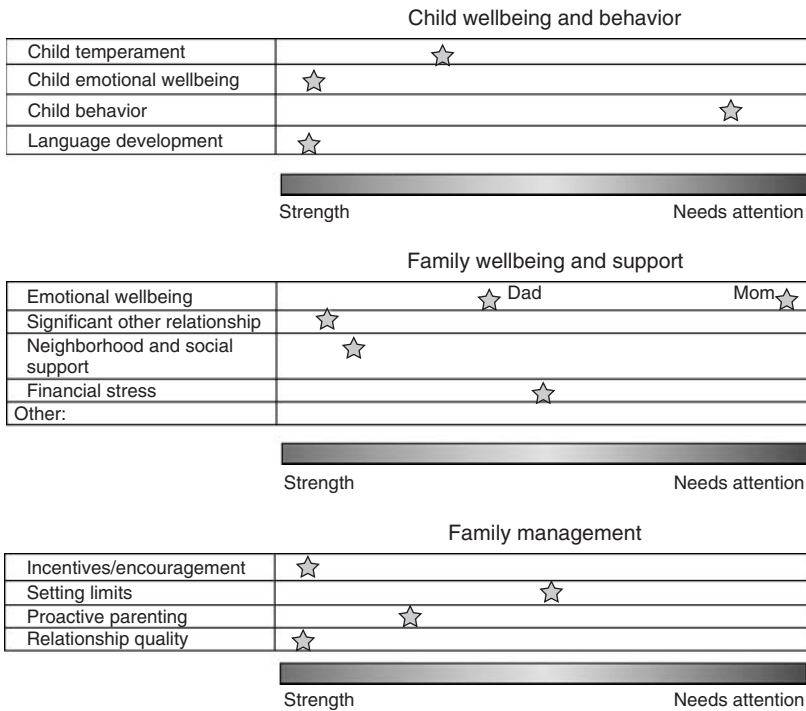 Child wellbeing and behavior
Child temperament
Child emotional wellbeing
Child behavior
Language development
Strength Needs attention
Family wellbeing and support
Emotional wellbeing Dad Mom
Significant other relationship
Neighborhood and social
support
Financial stress
Other:
Strength Needs attention
Family management
Incentives/encouragement
Setting limits
Proactive parenting
Relationship quality
Strength Needs attention